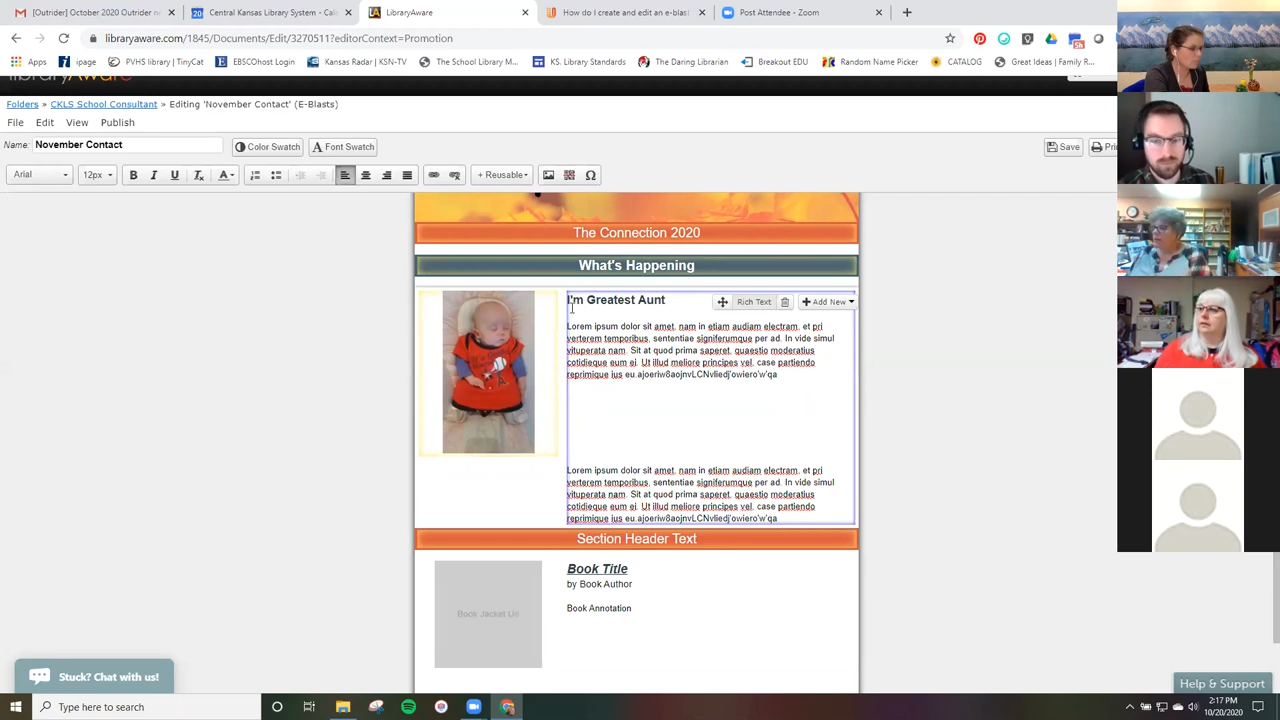 [Outrider] October 2020 Outrider n
Central Kansas Library System - Cale
LibraryAware
How do I create and edit an e-blast
Post Attendee - Zoom
libraryaware.com/1845/Documents/Edit/3270511?editorContext=Promotion
Apps
ipage
PVHS library | TinyCat
EBSCOhost Login
Kansas Radar | KSN-TV
The School Library M...
KS. Library Standards
The Daring Librarian
Breakout EDU
Random Name Picker
CATALOG
Great Ideas | Family R...
Folders » CKLS School Consultant » Editing 'November Contact' (E-Blasts)
File Edit View Publish
Name: November Contact
Color Swatch
Font Swatch
Save
Arial
12px
B I U
+ Reusable
The Connection 2020
What's Happening
I'm Greatest Aunt
Rich Text
Add New
Lorem ipsum dolor sit amet, nam in etiam audiam electram, et pri
verterem temporibus, sententiae signiferumque per ad. In vide simul
vituperata nam. Sit at quod prima saperet, quaestio moderatius
cotidieque eum ei. Ut illud meliore principes vel, case partiendo
reprimique ius eu.ajoeriw8aojnvLCNvliedj'owiero'w'qa
Lorem ipsum dolor sit amet, nam in etiam audiam electram, et pri
verterem temporibus, sententiae signiferumque per ad. In vide simul
vituperata nam. Sit at quod prima saperet, quaestio moderatius
cotidieque eum ei. Ut illud meliore principes vel, case partiendo
reprimique ius eu.ajoeriw8aojnvLCNvliedj'owiero'w'qa
Section Header Text
Book Title
by Book Author
Book Annotation
Book Jacket Url
Stuck? Chat with us!
Help & Support
Type here to search
2:17 PM
10/20/2020